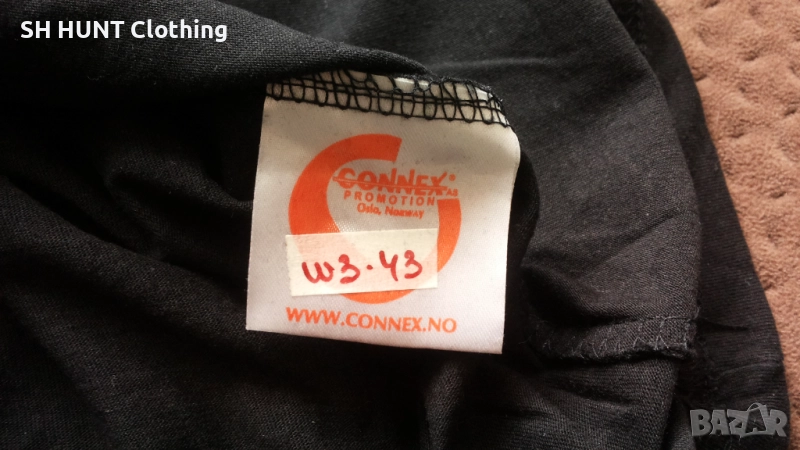 SH HUNT Clothing
CONNEX® AS
PROMOTION
Oslo, Norway
w3-43
WWW.CONNEX.NO
BAZAR